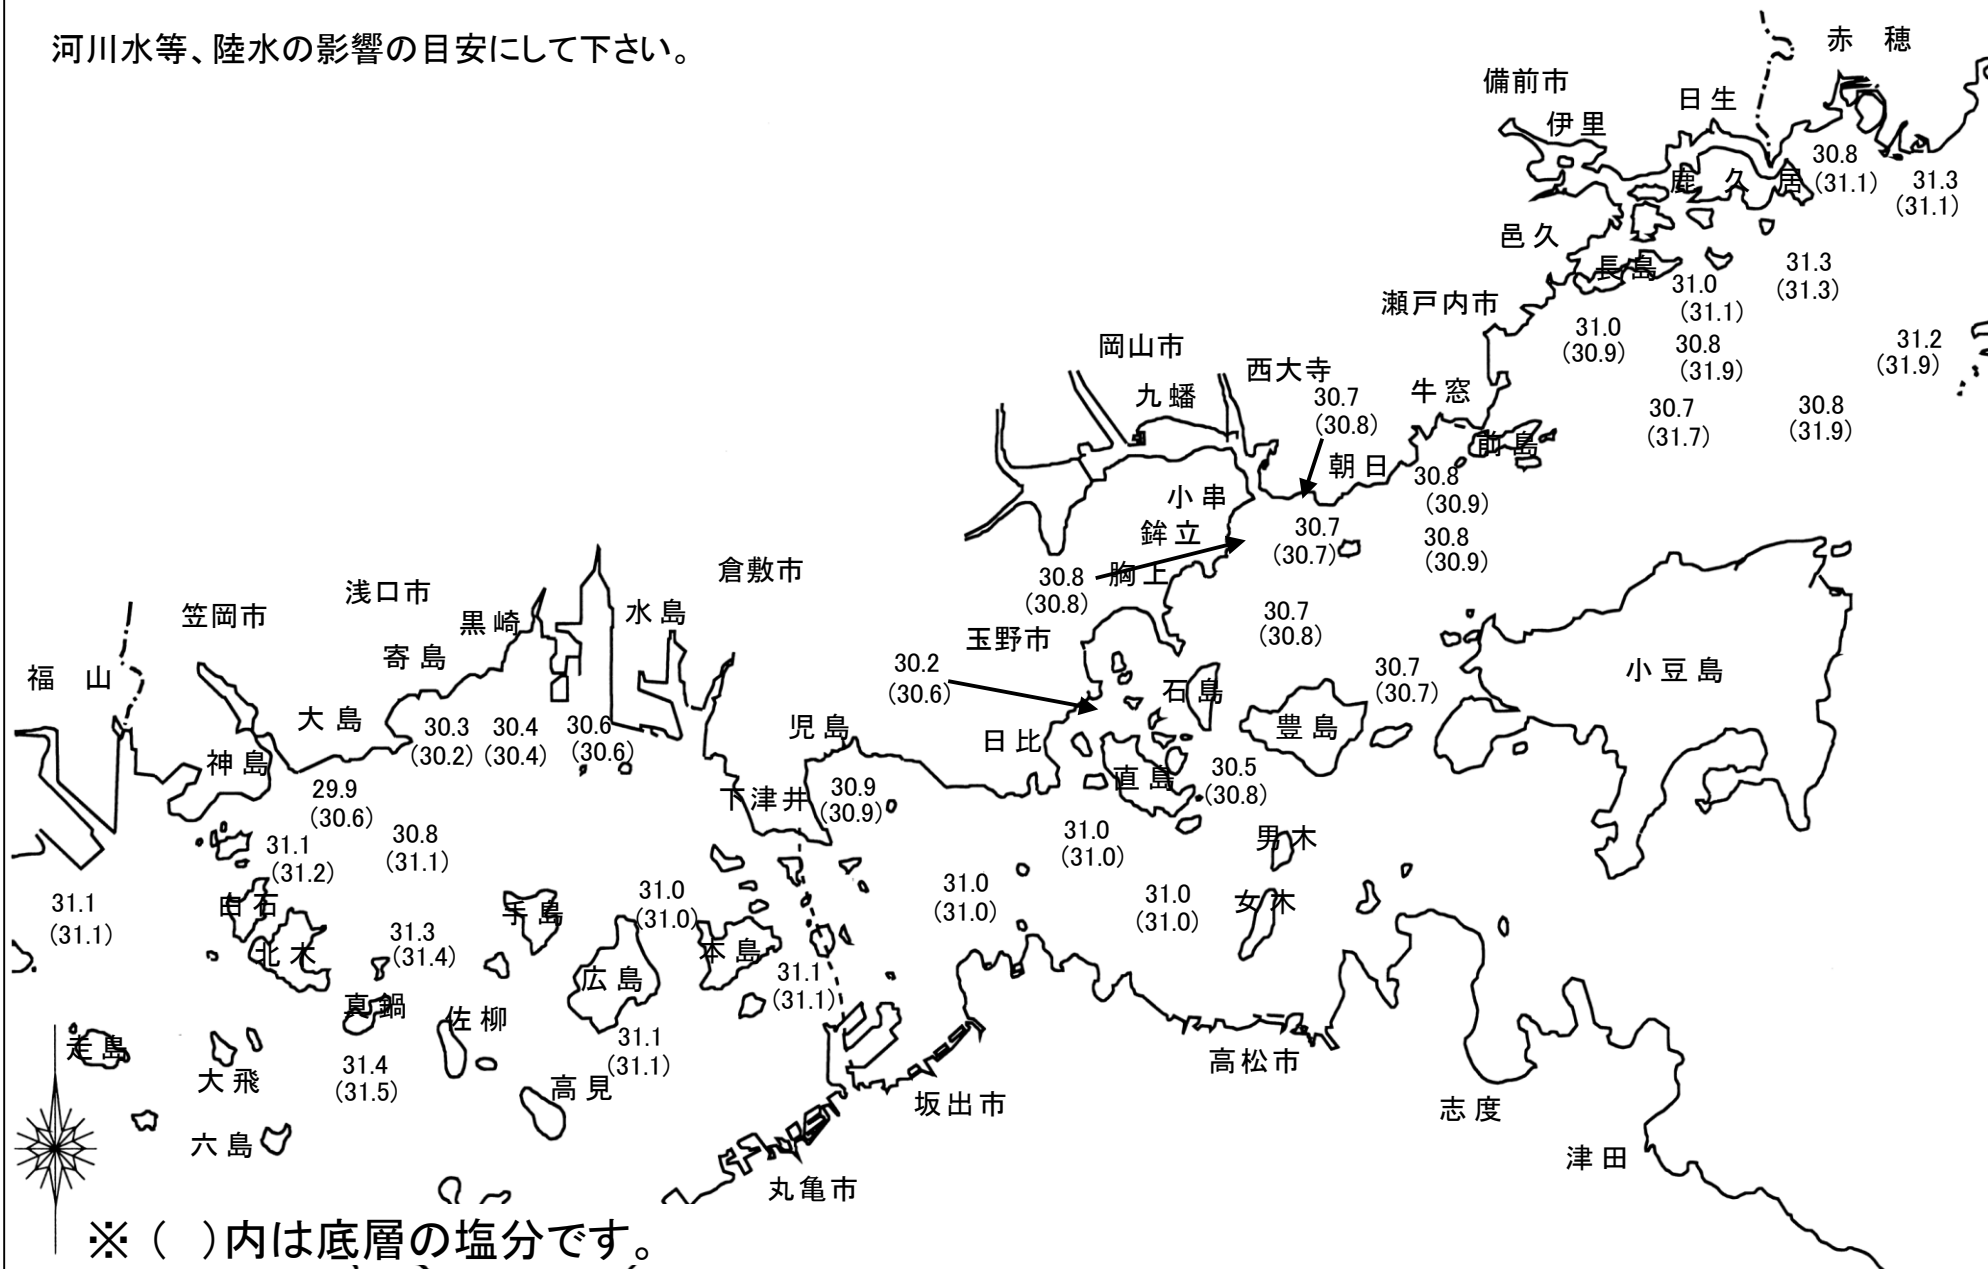 河川水等、陸水の影響の目安にして下さい。
赤 穂
備前市
日生
伊里
30.8
(31.1)
鹿 久 居
31.3
(31.1)
邑久
長島
31.3
(31.3)
31.0
(31.1)
瀬戸内市
31.0
(30.9)
30.8
(31.9)
31.2
(31.9)
岡山市
西大寺
九蟠
牛窓
30.7
(30.8)
30.7
(31.7)
30.8
(31.9)
前島
朝日
30.8
(30.9)
小串
鉾立
30.7
(30.7)
30.8
(30.9)
胸上
30.8
(30.8)
倉敷市
浅口市
笠岡市
黒崎
水島
30.7
(30.8)
玉野市
寄島
福 山
30.2
(30.6)
石島
30.7
(30.7)
小豆島
大島
30.3
(30.2)
30.4
(30.4)
30.6
(30.6)
児島
日比
豊島
神島
直島
30.5
(30.8)
29.9
(30.6)
下津井
30.9
(30.9)
31.1
(31.2)
30.8
(31.1)
31.0
(31.0)
男木
31.1
(31.1)
白石
手島
31.0
(31.0)
31.0
(31.0)
31.0
(31.0)
女木
北木
31.3
(31.4)
広島
本島
31.1
(31.1)
真鍋
佐柳
走島
31.1
(31.1)
大飛
31.4
(31.5)
高見
高松市
坂出市
志度
六島
津田
丸亀市
※( )内は底層の塩分です。